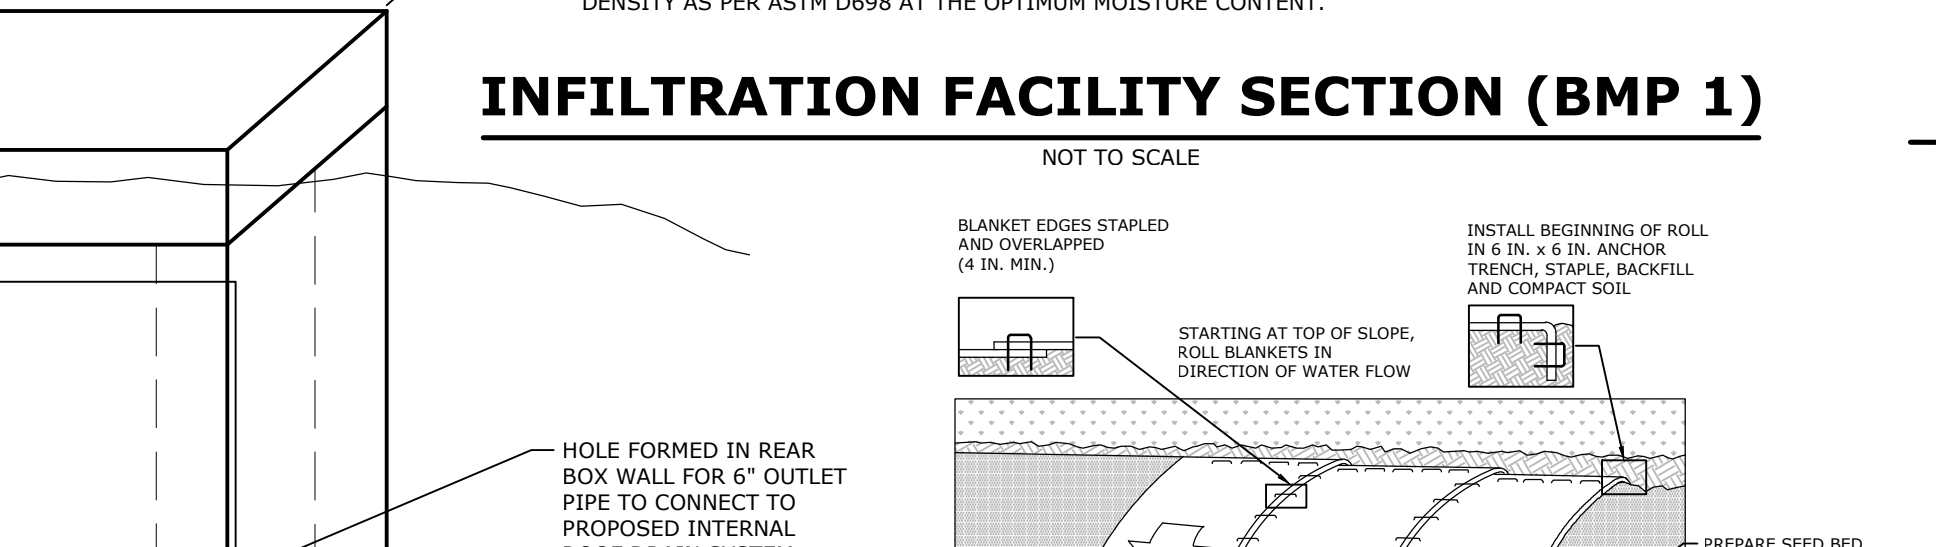 DENSITY AS PER ASTM D698 AT THE OPTIMUM MOISTURE CONTENT.
INFILTRATION FACILITY SECTION (BMP 1)
NOT TO SCALE
BLANKET EDGES STAPLED
AND OVERLAPPED
(4 IN. MIN.)
INSTALL BEGINNING OF ROLL
IN 6 IN. x 6 IN. ANCHOR
TRENCH, STAPLE, BACKFILL
AND COMPACT SOIL
STARTING AT TOP OF SLOPE,
ROLL BLANKETS IN
DIRECTION OF WATER FLOW
HOLE FORMED IN REAR
BOX WALL FOR 6" OUTLET
PIPE TO CONNECT TO
PROPOSED INTERNAL
ROOF DRAIN SYSTEM
PREPARE SEED BED